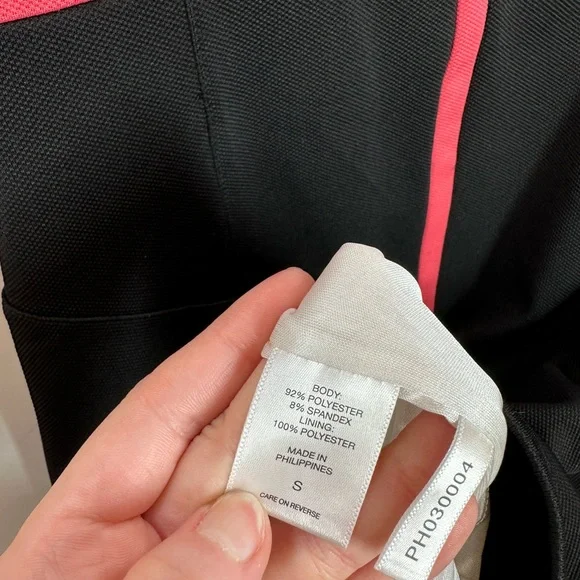 BODY:
92% POLYESTER
8% SPANDEX
LINING:
100% POLYESTER
MADE IN
PHILIPPINES
S
CARE ON REVERSE
PH030004